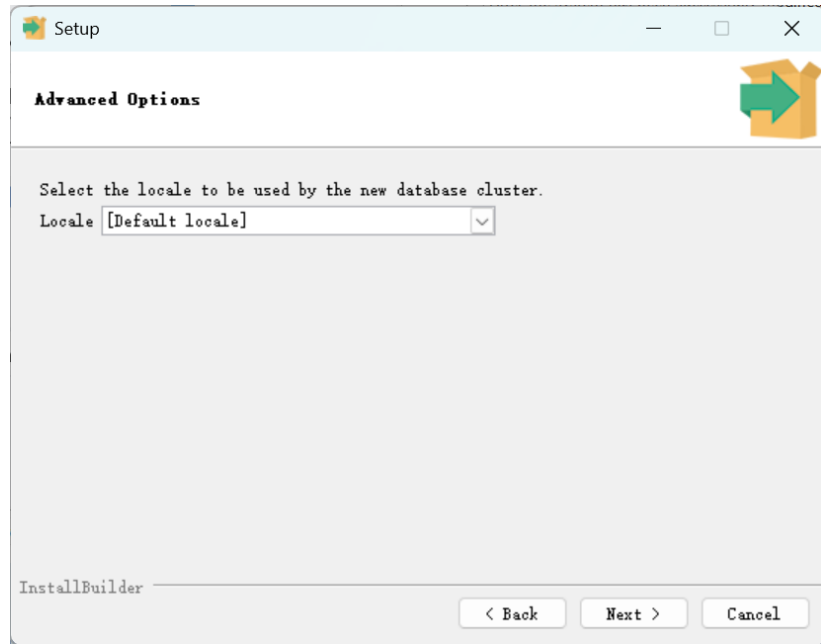 Setup
Advanced Options
Select the locale to be used by the new database cluster.
Locale [Default locale]
InstallBuilder
< Back Next > Cancel